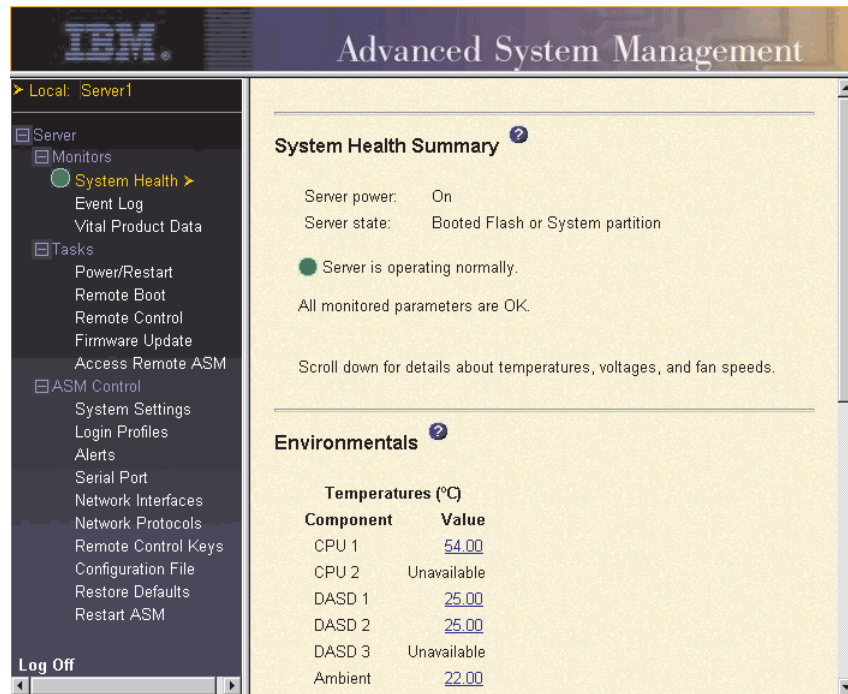 IBM®
Advanced System Management
Local: Server1
Server
Monitors
System Health
Event Log
Vital Product Data
Tasks
Power/Restart
Remote Boot
Remote Control
Firmware Update
Access Remote ASM
ASM Control
System Settings
Login Profiles
Alerts
Serial Port
Network Interfaces
Network Protocols
Remote Control Keys
Configuration File
Restore Defaults
Restart ASM
Log Off
System Health Summary ?
Server power: On
Server state: Booted Flash or System partition
Server is operating normally.
All monitored parameters are OK.
Scroll down for details about temperatures, voltages, and fan speeds.
Environmentals ?
Temperatures (ºC)
Component Value
CPU 1 54.00
CPU 2 Unavailable
DASD 1 25.00
DASD 2 25.00
DASD 3 Unavailable
Ambient 22.00